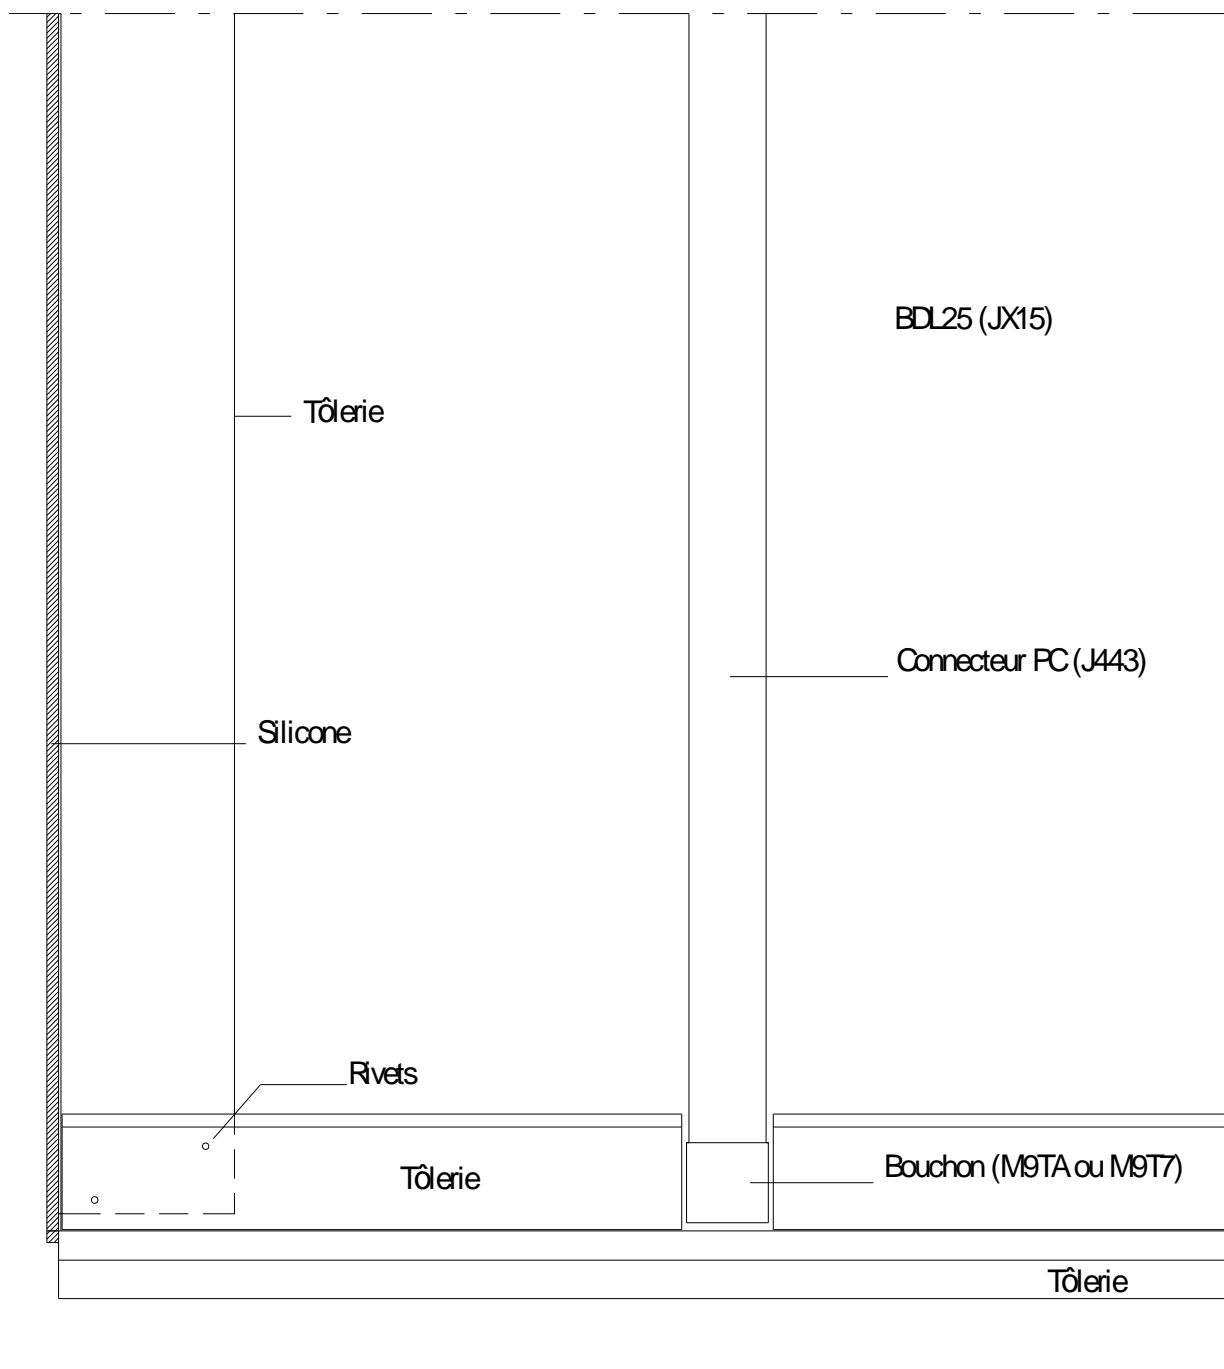 BDL25 (JX15)
Tôlerie
Connecteur PC (J443)
Silicone
Rivets
Bouchon (M9TA ou M9T7)
Tôlerie
Tôlerie